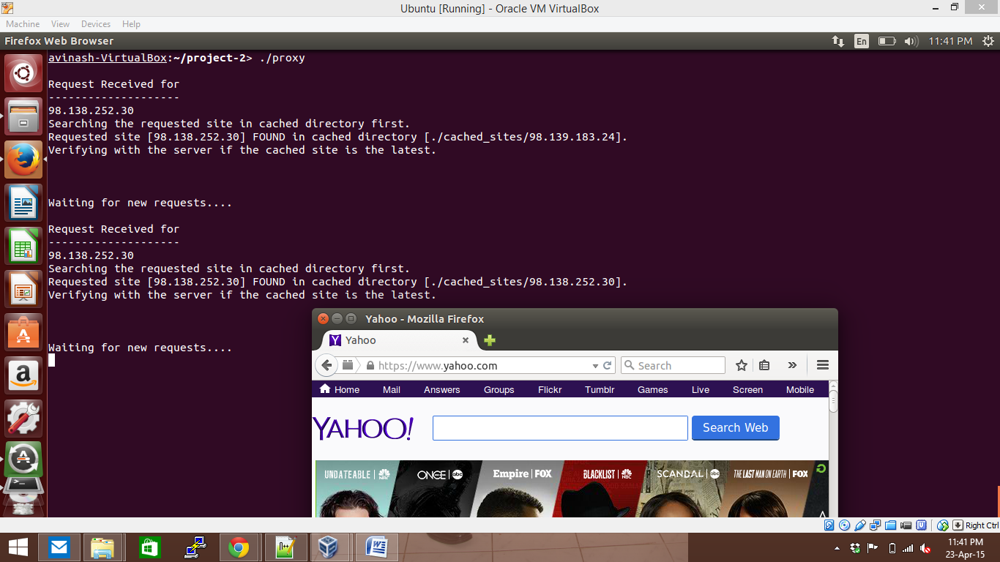 Ubuntu [Running] - Oracle VM VirtualBox
Machine View Devices Help
Firefox Web Browser En 11:41 PM
avinash-VirtualBox:~/project-2> ./proxy
Request Received for
--------------------
98.138.252.30
Searching the requested site in cached directory first.
Requested site [98.138.252.30] FOUND in cached directory [./cached_sites/98.139.183.24].
Verifying with the server if the cached site is the latest.
Waiting for new requests....
Request Received for
--------------------
98.138.252.30
Searching the requested site in cached directory first.
Requested site [98.138.252.30] FOUND in cached directory [./cached_sites/98.138.252.30].
Verifying with the server if the cached site is the latest.
Waiting for new requests....
Yahoo - Mozilla Firefox
Yahoo
https://www.yahoo.com Search
Home Mail Answers Groups Flickr Tumblr Games Live Screen Mobile
YAHOO! Search Web
UNDATEABLE NBC ONCE abc Empire FOX BLACKLIST NBC SCANDAL abc THE LAST MAN ON EARTH FOX
Right Ctrl
11:41 PM
23-Apr-15